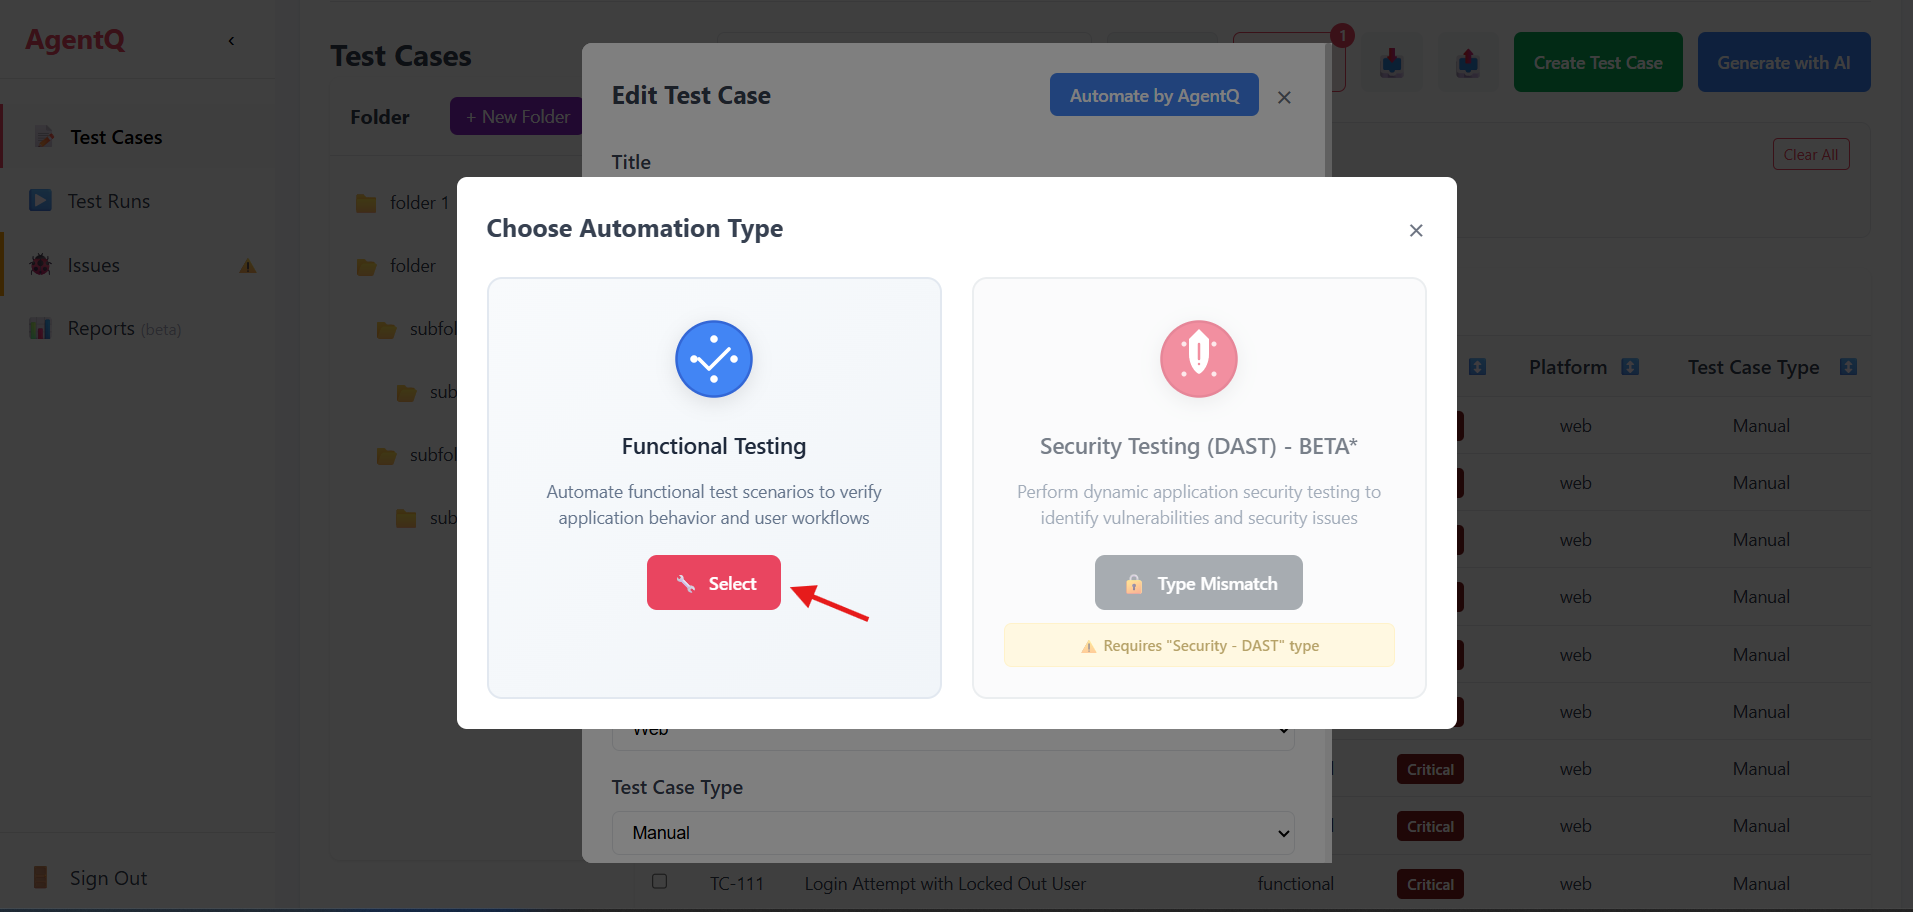 AgentQ
Test Cases
Test Runs
Issues
Reports (beta)
Sign Out
Test Cases
1
Create Test Case
Generate with AI
Folder
+ New Folder
folder 1
folder
subfol
sub
subfol
sub
Clear All
Edit Test Case
Automate by AgentQ
Title
Choose Automation Type
Functional Testing
Automate functional test scenarios to verify
application behavior and user workflows
Select
Security Testing (DAST) - BETA*
Perform dynamic application security testing to
identify vulnerabilities and security issues
Type Mismatch
Requires "Security - DAST" type
Web
Test Case Type
Manual
Platform
Test Case Type
web Manual
web Manual
web Manual
web Manual
web Manual
web Manual
Critical web Manual
Critical web Manual
TC-111 Login Attempt with Locked Out User functional Critical web Manual